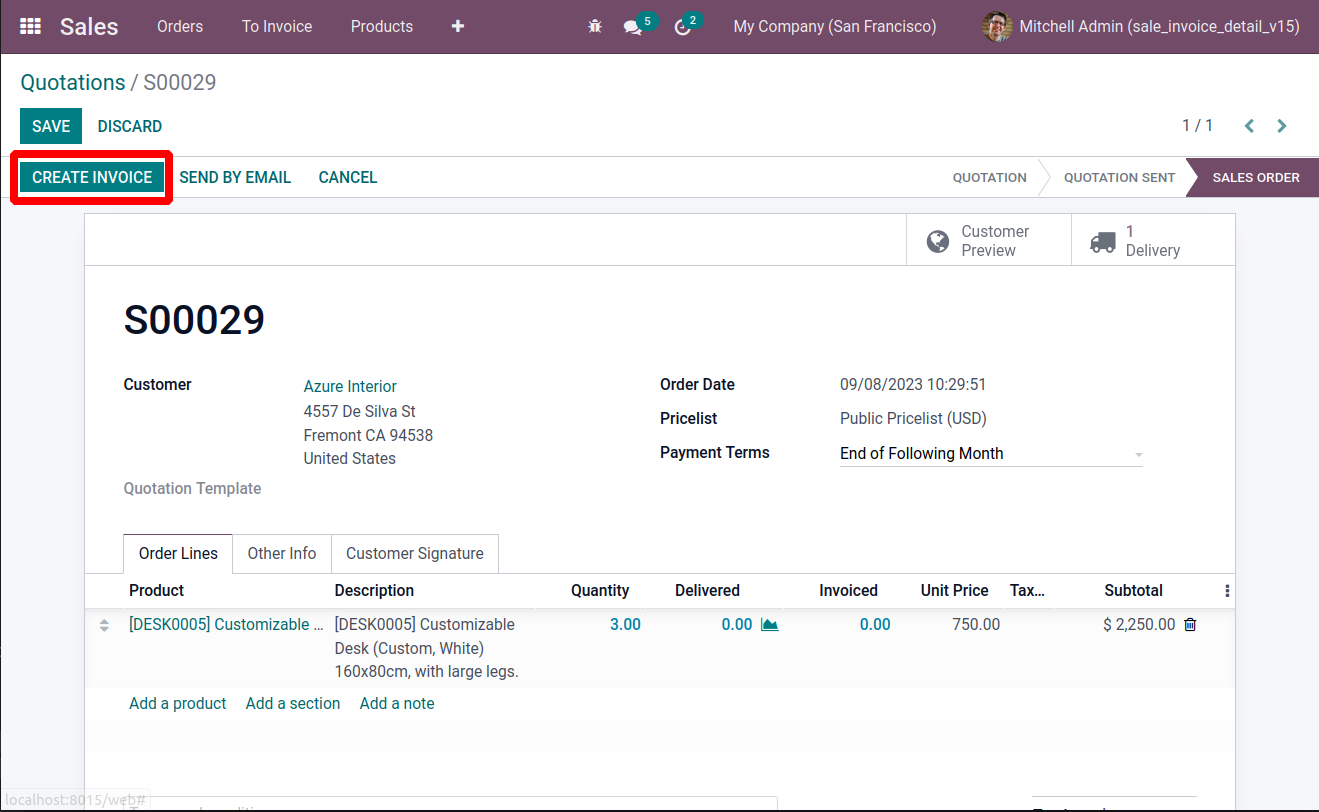 Sales Orders To Invoice Products + 5 2 My Company (San Francisco) Mitchell Admin (sale_invoice_detail_v15)
Quotations / S00029
SAVE DISCARD 1 / 1
CREATE INVOICE SEND BY EMAIL CANCEL QUOTATION QUOTATION SENT SALES ORDER
Customer Preview
1 Delivery
S00029
Customer Azure Interior
4557 De Silva St
Fremont CA 94538
United States
Order Date 09/08/2023 10:29:51
Pricelist Public Pricelist (USD)
Payment Terms End of Following Month
Quotation Template
Order Lines Other Info Customer Signature
Product Description Quantity Delivered Invoiced Unit Price Tax... Subtotal
[DESK0005] Customizable ... [DESK0005] Customizable 3.00 0.00 0.00 750.00 $ 2,250.00
Desk (Custom, White)
160x80cm, with large legs.
Add a product Add a section Add a note
localhost:8015/web#